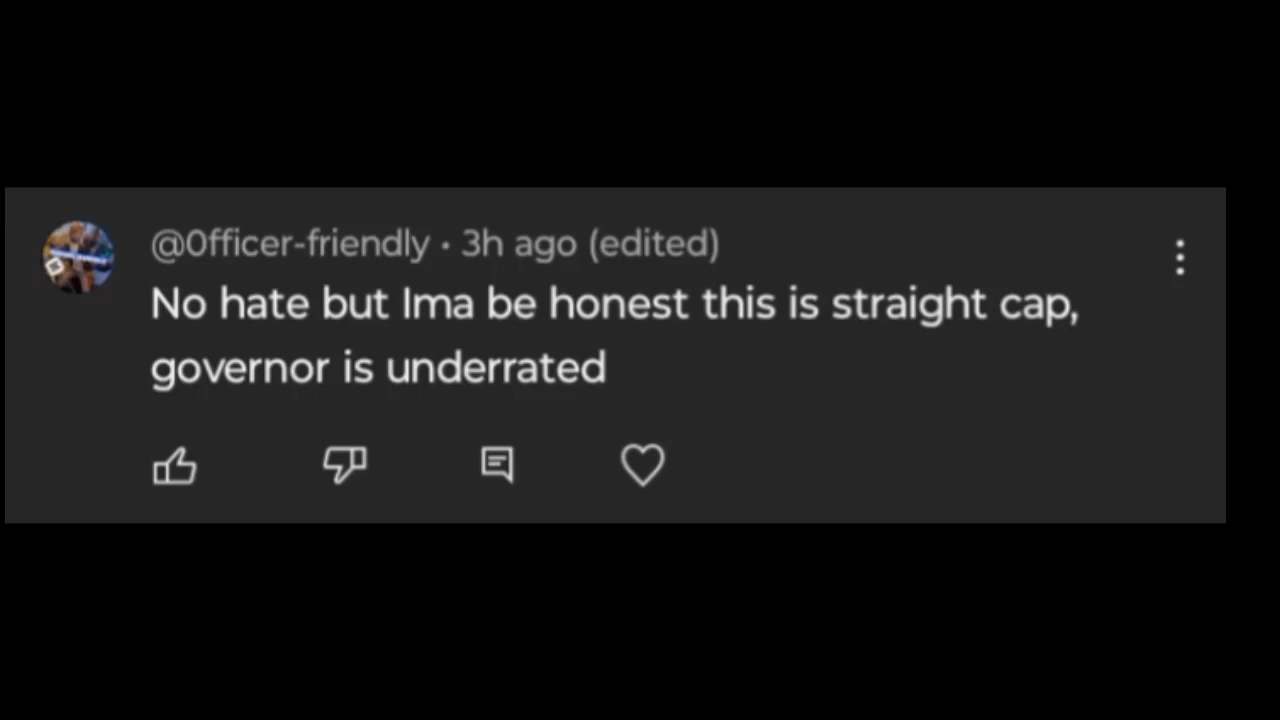 @0fficer-friendly • 3h ago (edited)
No hate but Ima be honest this is straight cap,
governor is underrated